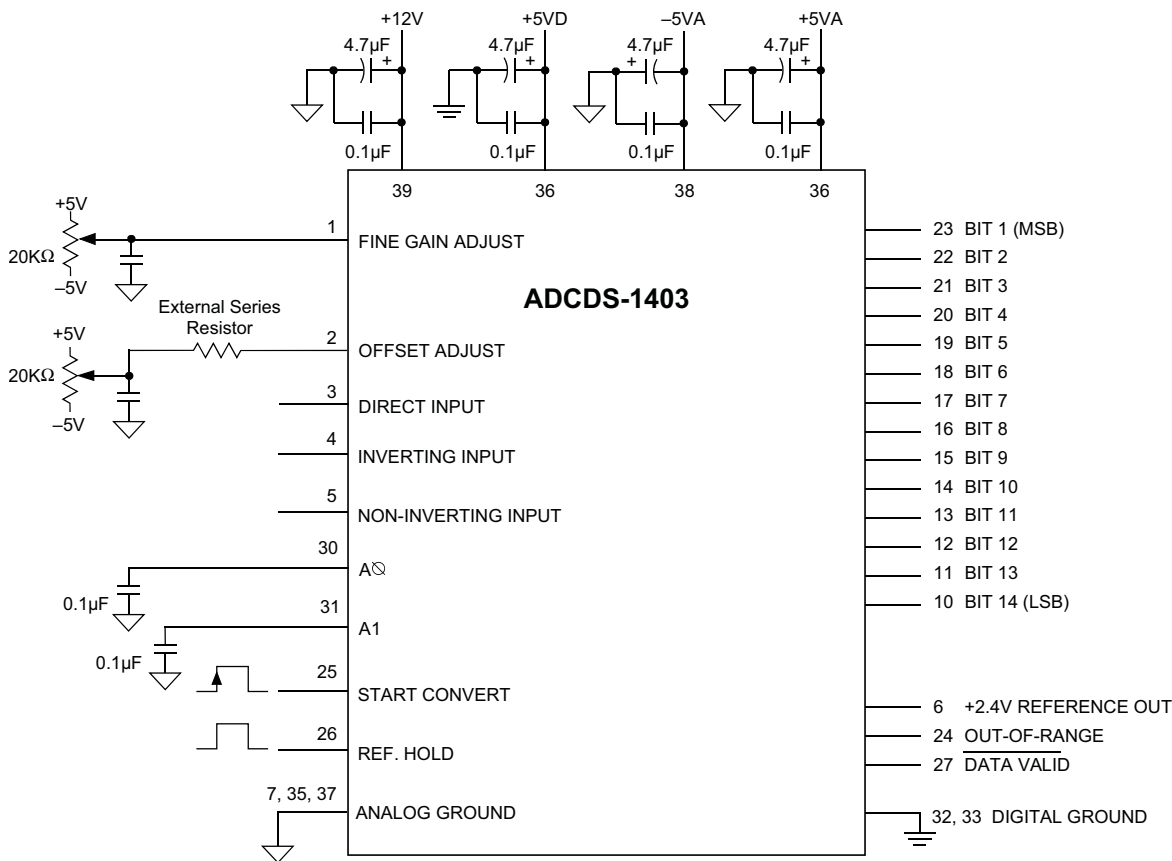 +12V +5VD –5VA +5VA
4.7µF 4.7µF 4.7µF 4.7µF
+ + + +
0.1µF 0.1µF 0.1µF 0.1µF
39 36 38 36
+5V
20KΩ
–5V
1 FINE GAIN ADJUST
External Series
Resistor
+5V
20KΩ
–5V
2 OFFSET ADJUST
3 DIRECT INPUT
4 INVERTING INPUT
5 NON-INVERTING INPUT
30 A∅
0.1µF
31 A1
0.1µF
25 START CONVERT
26 REF. HOLD
7, 35, 37 ANALOG GROUND
ADCDS-1403
23 BIT 1 (MSB)
22 BIT 2
21 BIT 3
20 BIT 4
19 BIT 5
18 BIT 6
17 BIT 7
16 BIT 8
15 BIT 9
14 BIT 10
13 BIT 11
12 BIT 12
11 BIT 13
10 BIT 14 (LSB)
6 +2.4V REFERENCE OUT
24 OUT-OF-RANGE
27 DATA VALID
32, 33 DIGITAL GROUND